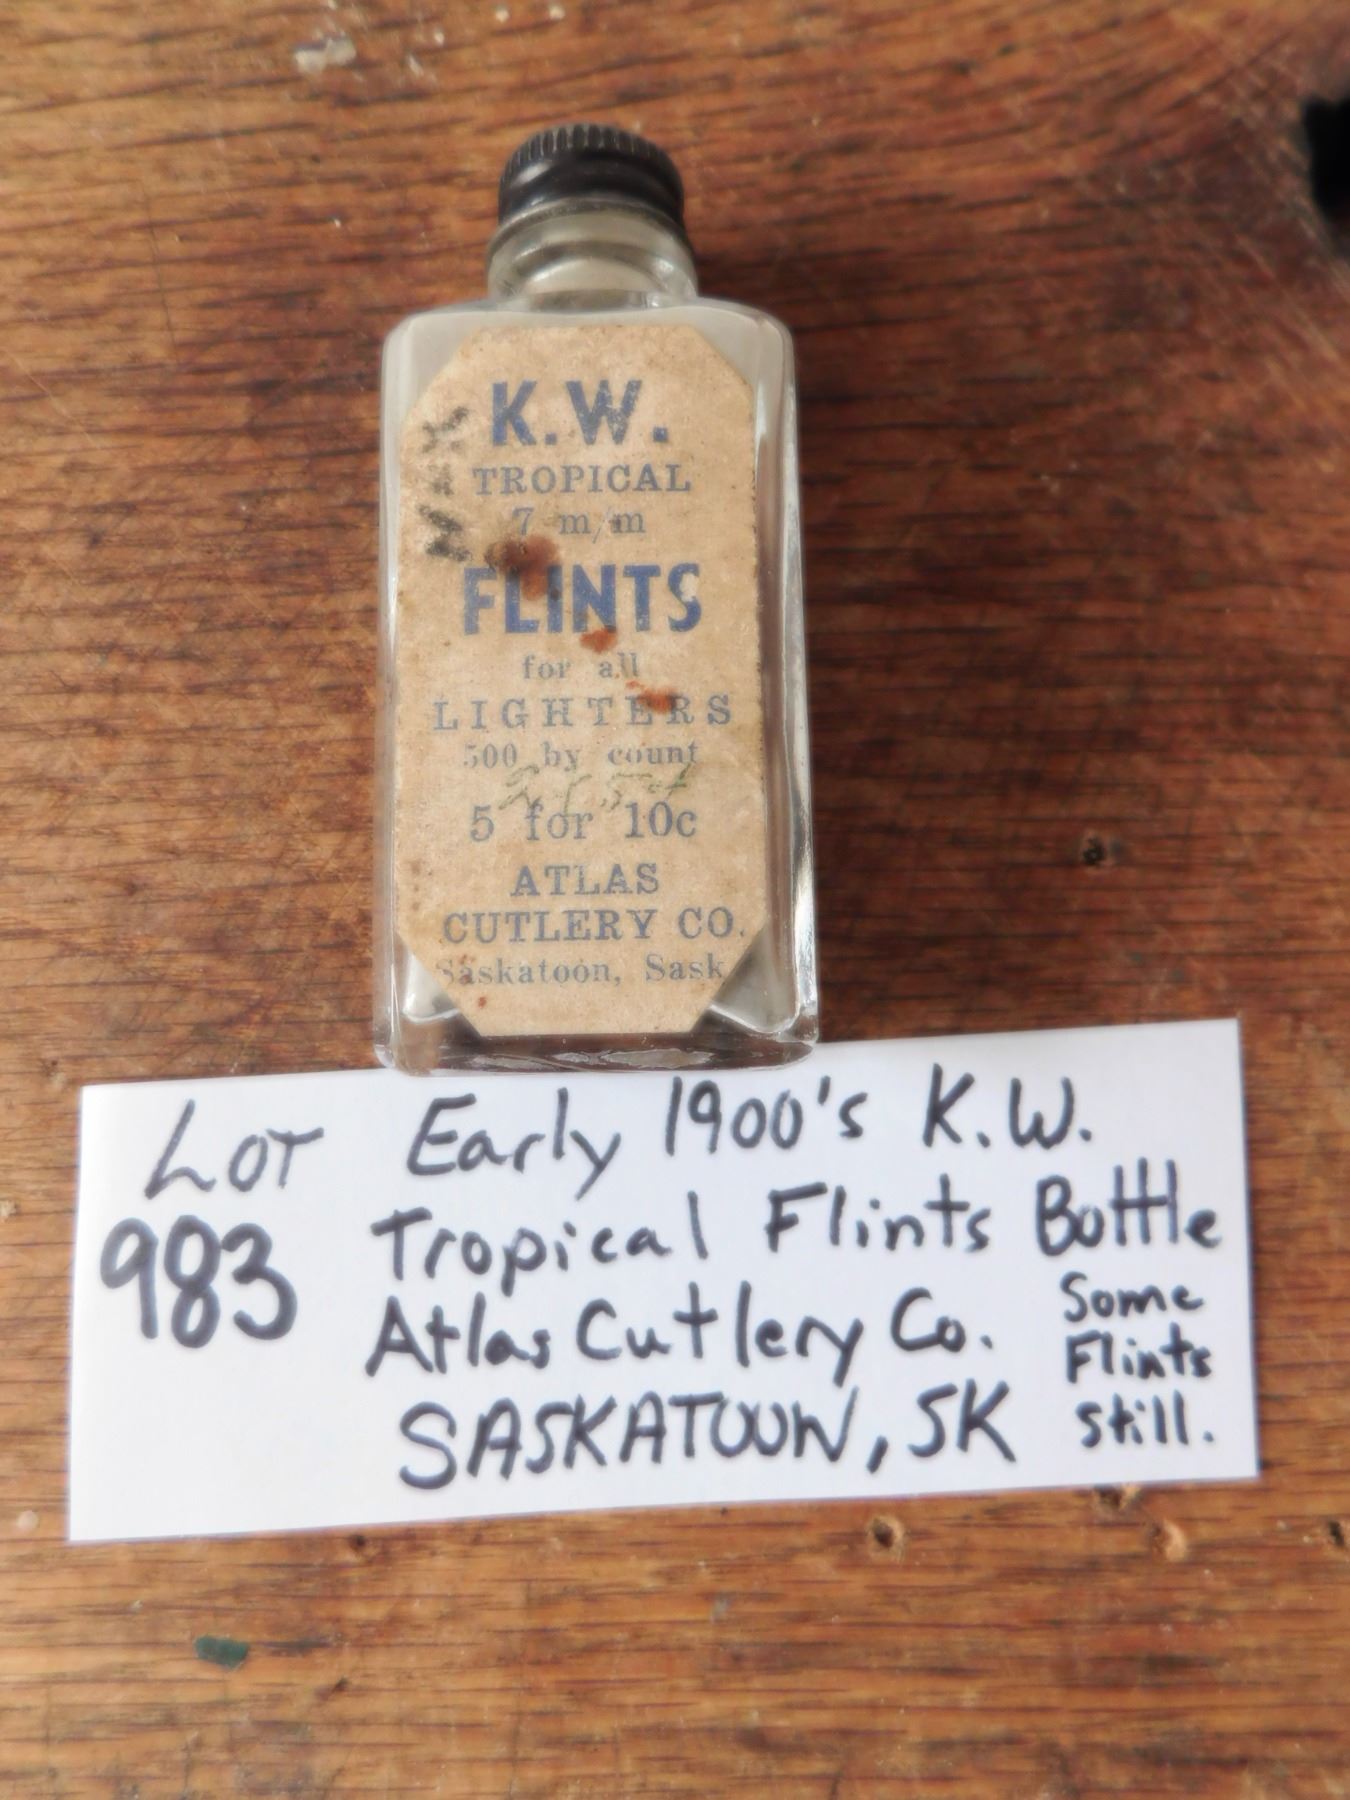 K.W.
TROPICAL
7 m/m
FLINTS
for all
LIGHTERS
500 by count
5 for 10c
ATLAS
CUTLERY CO.
Saskatoon, Sask.
LOT
983
Early 1900's K.W.
Tropical Flints Bottle
Atlas Cutlery Co.
SASKATOON, SK
Some
Flints
still.